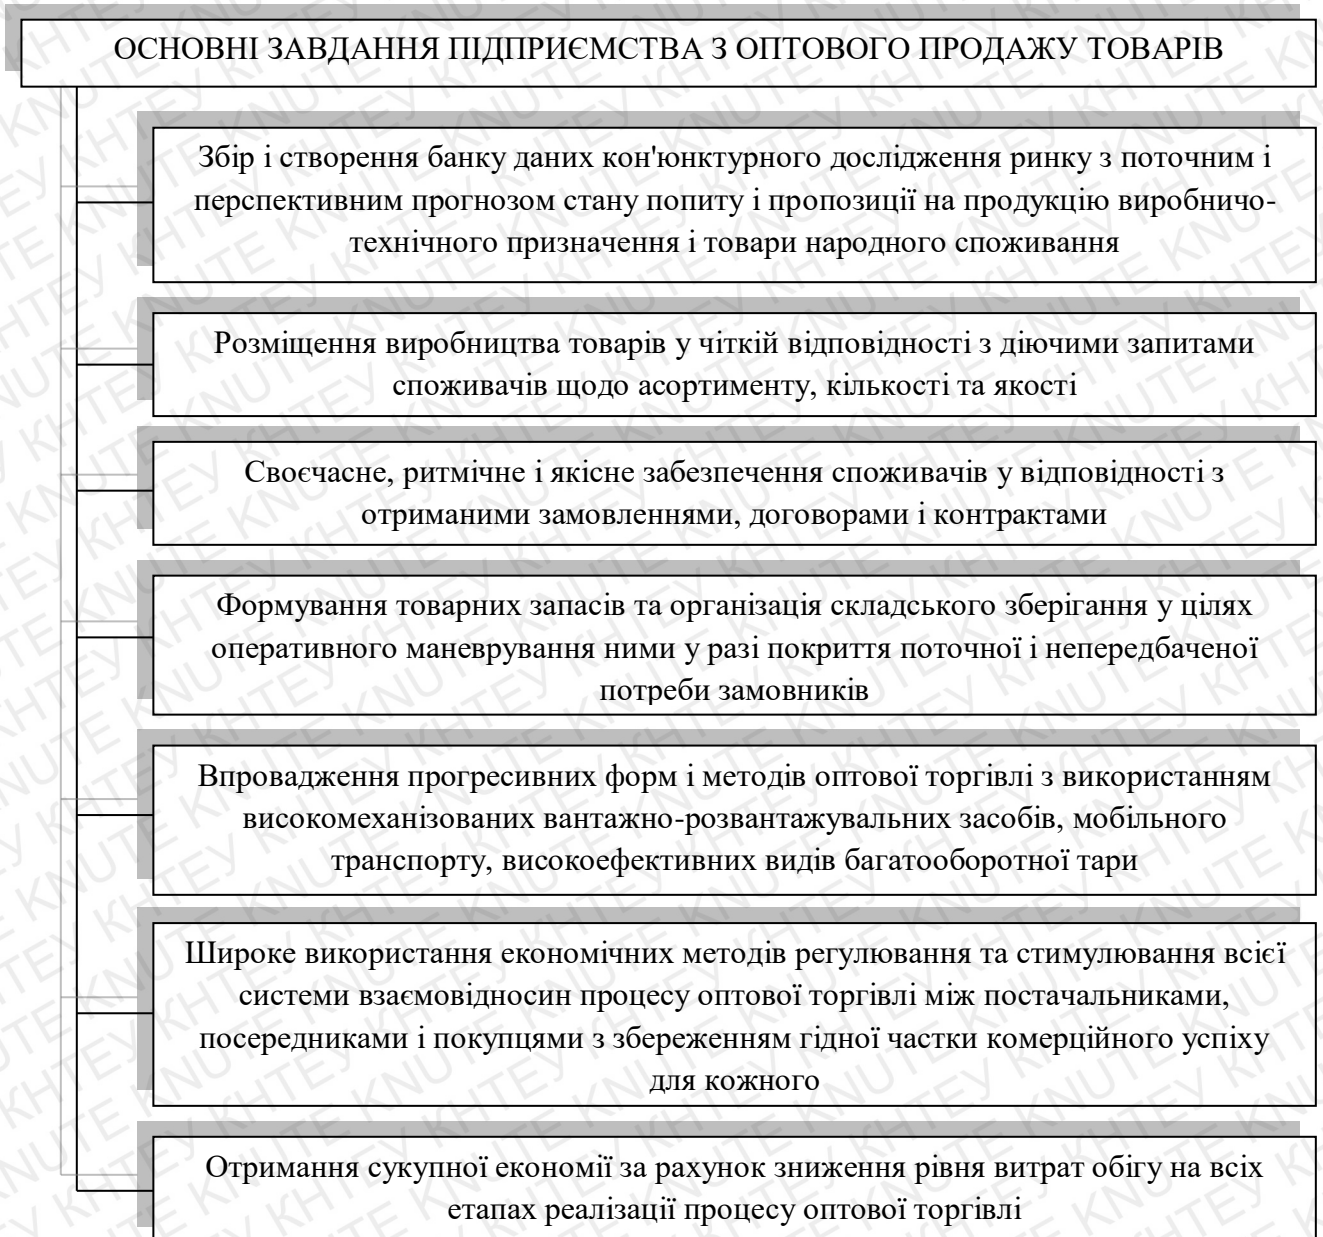 ОСНОВНІ ЗАВДАННЯ ПІДПРИЄМСТВА З ОПТОВОГО ПРОДАЖУ ТОВАРІВ
Збір і створення банку даних кон'юнктурного дослідження ринку з поточним і
перспективним прогнозом стану попиту і пропозиції на продукцію виробничо-
технічного призначення і товари народного споживання
Розміщення виробництва товарів у чіткій відповідності з діючими запитами
споживачів щодо асортименту, кількості та якості
Своєчасне, ритмічне і якісне забезпечення споживачів у відповідності з
отриманими замовленнями, договорами і контрактами
Формування товарних запасів та організація складського зберігання у цілях
оперативного маневрування ними у разі покриття поточної і непередбаченої
потреби замовників
Впровадження прогресивних форм і методів оптової торгівлі з використанням
високомеханізованих вантажно-розвантажувальних засобів, мобільного
транспорту, високоефективних видів багатооборотної тари
Широке використання економічних методів регулювання та стимулювання всієї
системи взаємовідносин процесу оптової торгівлі між постачальниками,
посередниками і покупцями з збереженням гідної частки комерційного успіху
для кожного
Отримання сукупної економії за рахунок зниження рівня витрат обігу на всіх
етапах реалізації процесу оптової торгівлі